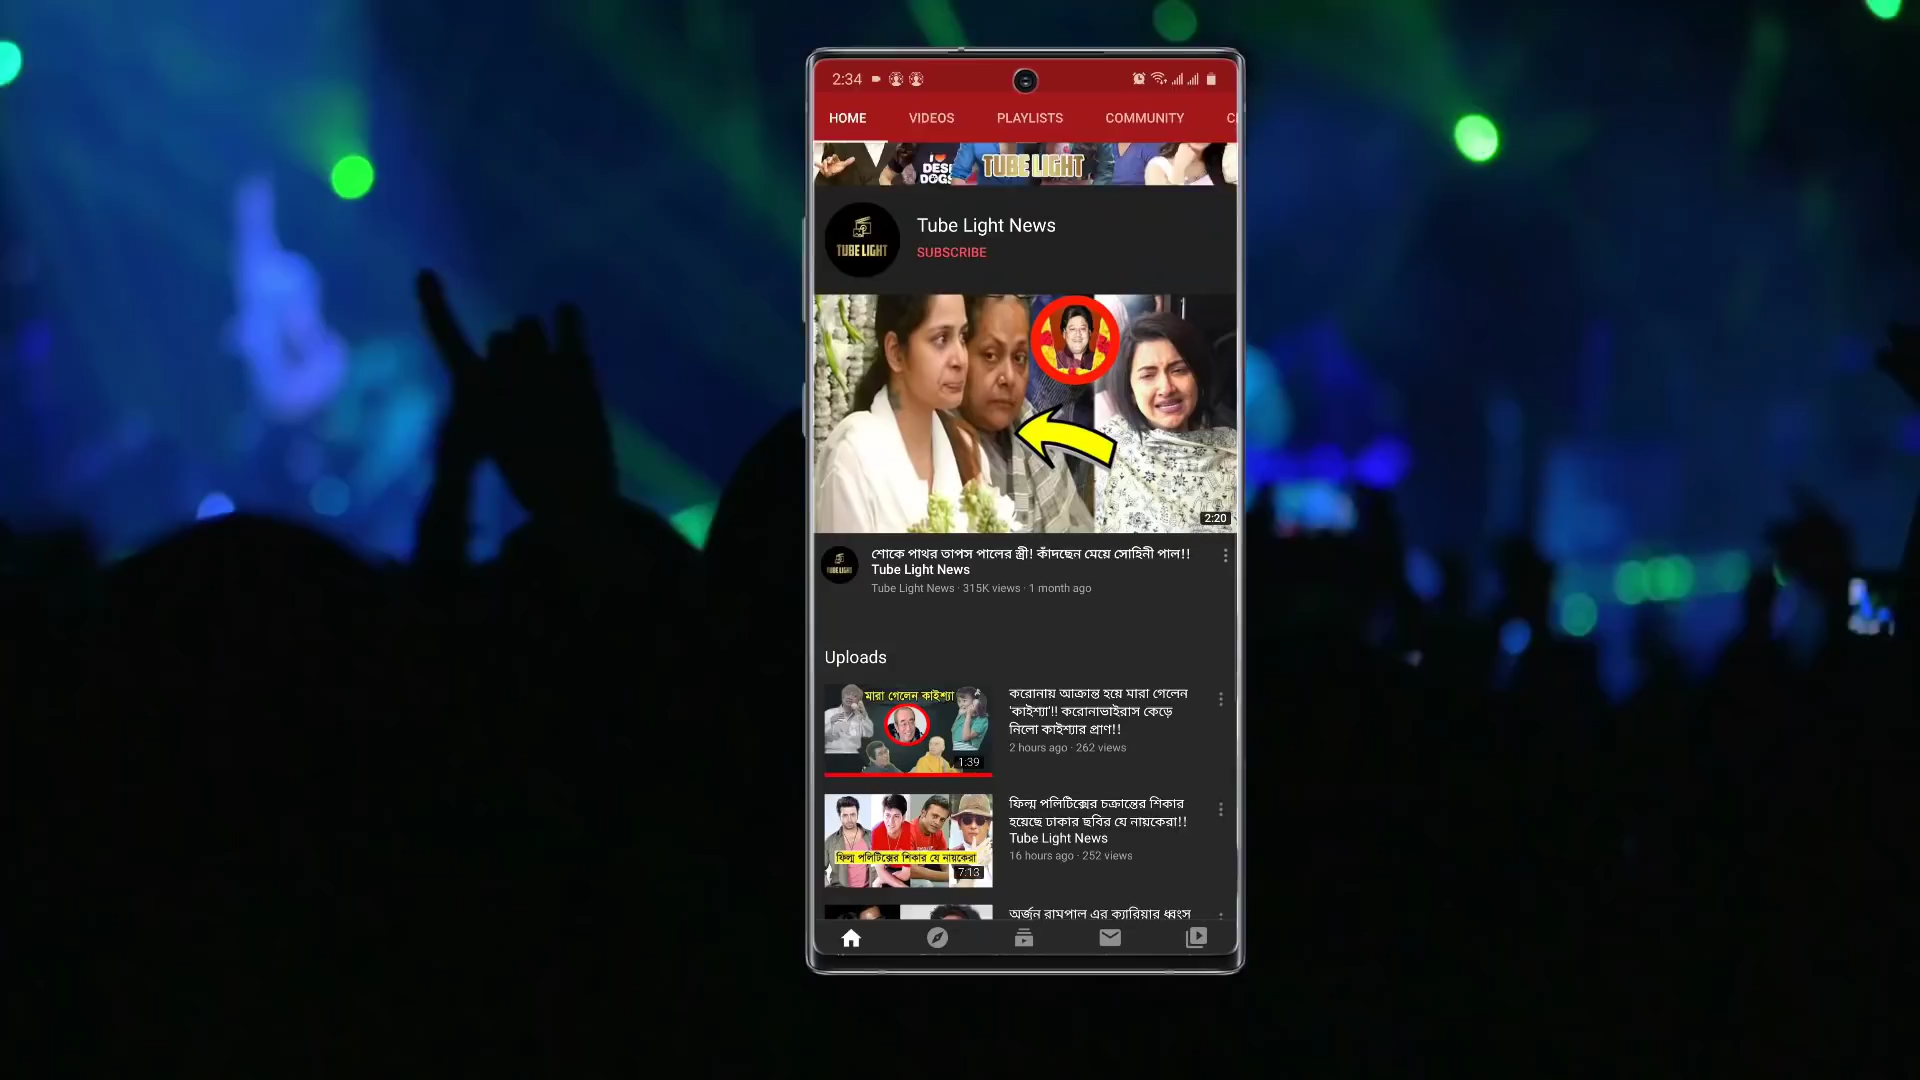 2:34
HOME VIDEOS PLAYLISTS COMMUNITY
I
DESI
DOGS
TUBE LIGHT
TUBE LIGHT
Tube Light News
SUBSCRIBE
2:20
TUBE LIGHT
শোকে পাথর তাপস পালের স্ত্রী! কাঁদছেন মেয়ে সোহিনী পাল!!
Tube Light News
Tube Light News · 315K views · 1 month ago
Uploads
মারা গেলেন কাইশ্যা
1:39
করোনায় আক্রান্ত হয়ে মারা গেলেন
'কাইশ্যা'!! করোনাভাইরাস কেড়ে
নিলো কাইশ্যার প্রাণ!!
2 hours ago · 262 views
ফিল্ম পলিটিক্সের শিকার যে নায়কেরা
7:13
ফিল্ম পলিটিক্সের চক্রান্তের শিকার
হয়েছে ঢাকার ছবির যে নায়কেরা!!
Tube Light News
16 hours ago · 252 views
অর্জুন রামপাল এর ক্যারিয়ার ধ্বংস